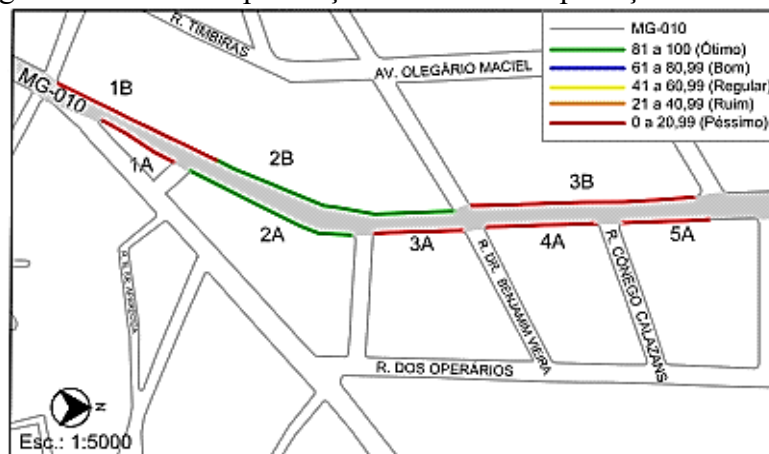 R. TIMBIRAS
AV. OLEGÁRIO MACIEL
MG-010
81 a 100 (Ótimo)
61 a 80,99 (Bom)
41 a 60,99 (Regular)
21 a 40,99 (Ruim)
0 a 20,99 (Péssimo)
MG-010
1B
2B
3B
1A
2A
3A
4A
5A
R. DR. BENJAMIM VIEIRA
R. CÔNEGO CALAZANS
R. DOS OPERÁRIOS
N
Esc.: 1:5000